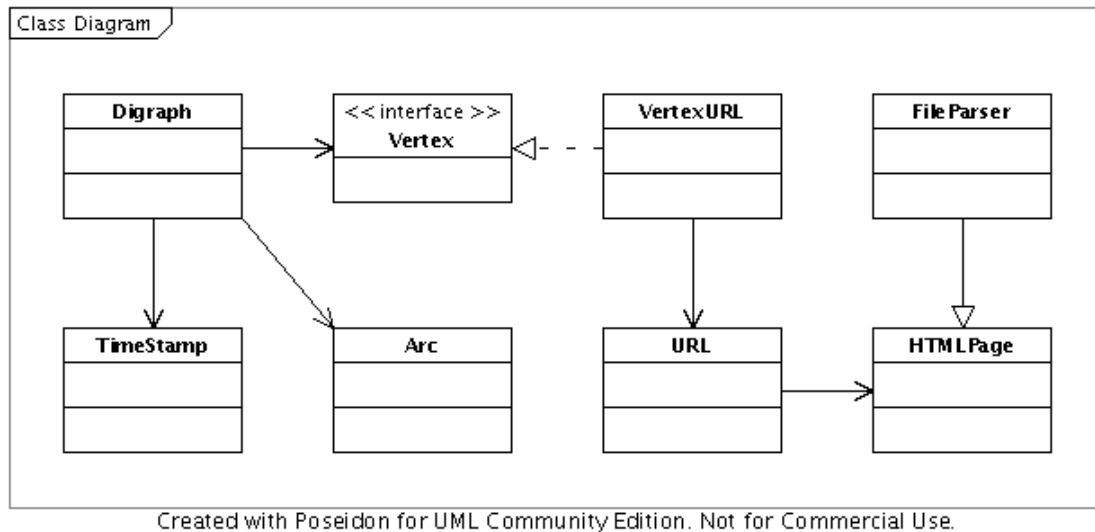 Class Diagram
Digraph
<< interface >>
Vertex
VertexURL
FileParser
TimeStamp
Arc
URL
HTMLPage
Created with Poseidon for UML Community Edition. Not for Commercial Use.